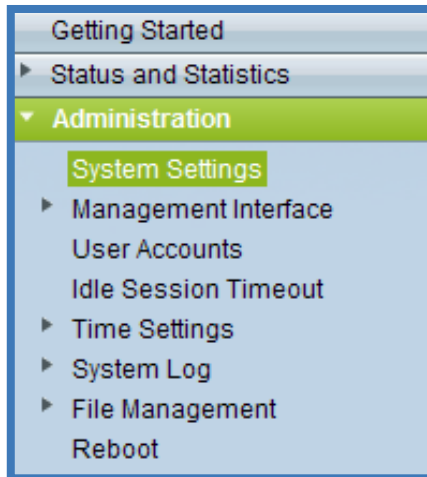 Getting Started
Status and Statistics
Administration
System Settings
Management Interface
User Accounts
Idle Session Timeout
Time Settings
System Log
File Management
Reboot